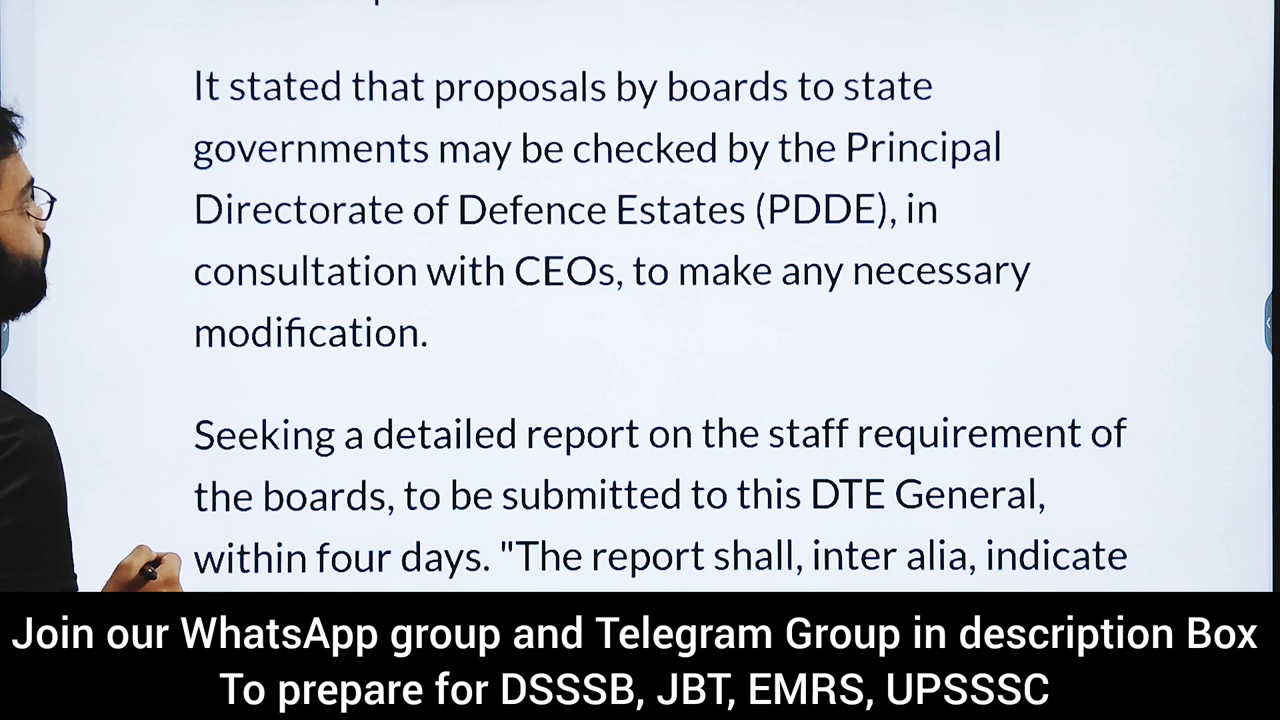 It stated that proposals by boards to state
governments may be checked by the Principal
Directorate of Defence Estates (PDDE), in
consultation with CEOs, to make any necessary
modification.
Seeking a detailed report on the staff requirement of
the boards, to be submitted to this DTE General,
within four days. "The report shall, inter alia, indicate
Join our WhatsApp group and Telegram Group in description Box
To prepare for DSSSB, JBT, EMRS, UPSSSC